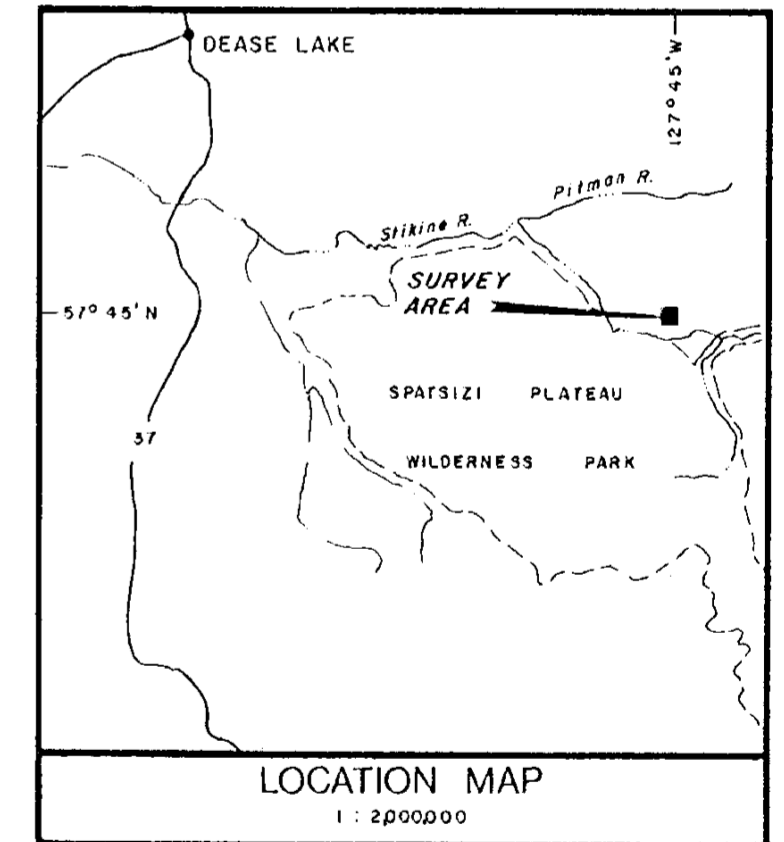 DEASE LAKE
127° 45' W
Pitman R.
Stikine R.
SURVEY
AREA
57° 45' N
SPATSIZI PLATEAU
37
WILDERNESS PARK
LOCATION MAP
1 : 2,000,000